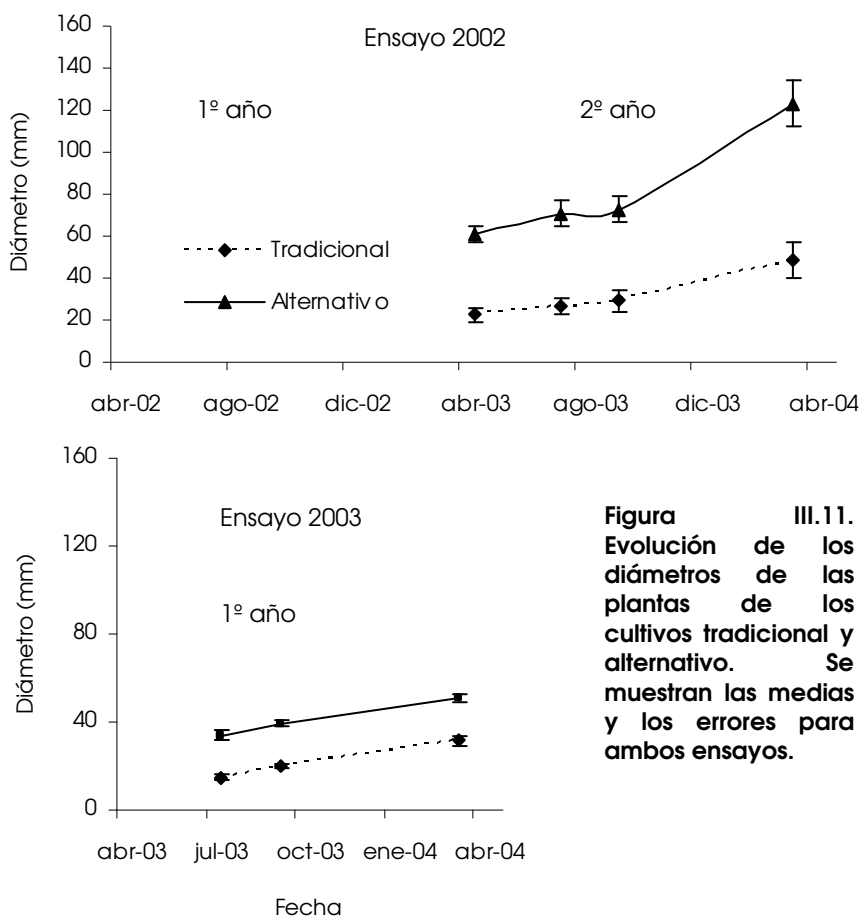 160
Ensayo 2002
140
120
1º año
2º año
100
80
60
40
20
0
Diámetro (mm)
Tradicional
Alternativo
abr-02 ago-02 dic-02 abr-03 ago-03 dic-03 abr-04
160
Ensayo 2003
120
1º año
80
40
0
Diámetro (mm)
abr-03 jul-03 oct-03 ene-04 abr-04
Fecha
Figura III.11.
Evolución de los
diámetros de las
plantas de los
cultivos tradicional y
alternativo. Se
muestran las medias
y los errores para
ambos ensayos.